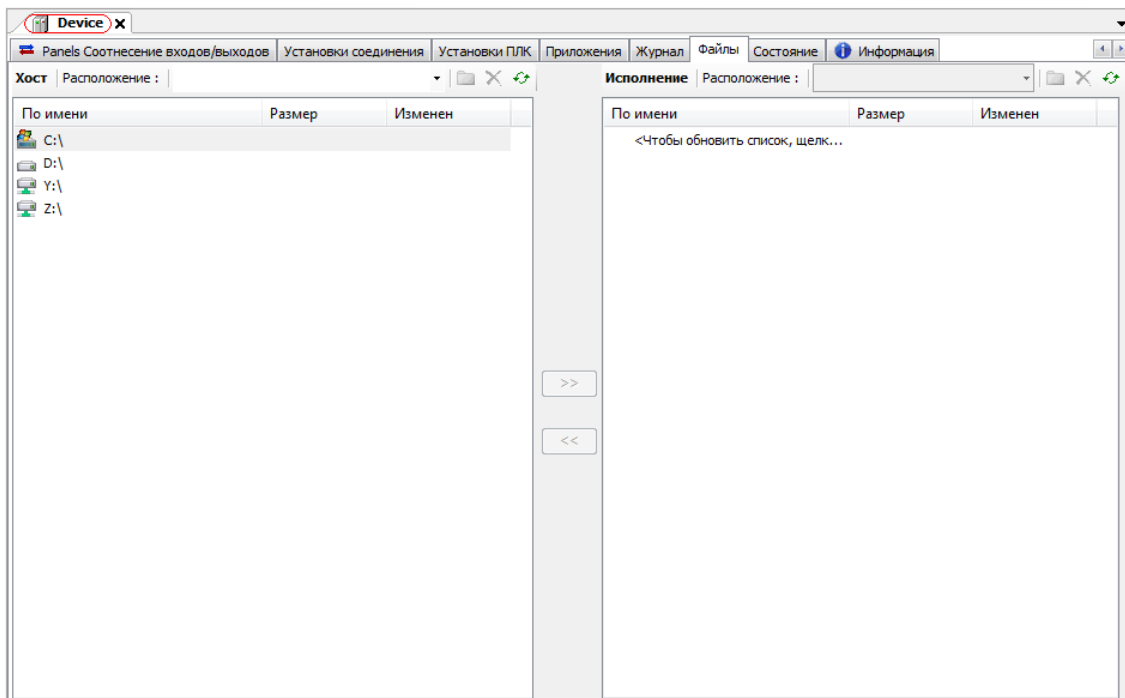 Device
Panels Соотнесение входов/выходов Установки соединения Установки ПЛК Приложения Журнал Файлы Состояние Информация
Хост Расположение : Исполнение Расположение :
По имени Размер Изменен По имени Размер Изменен
C:\ <Чтобы обновить список, щелк...
D:\
Y:\
Z:\
>>
<<